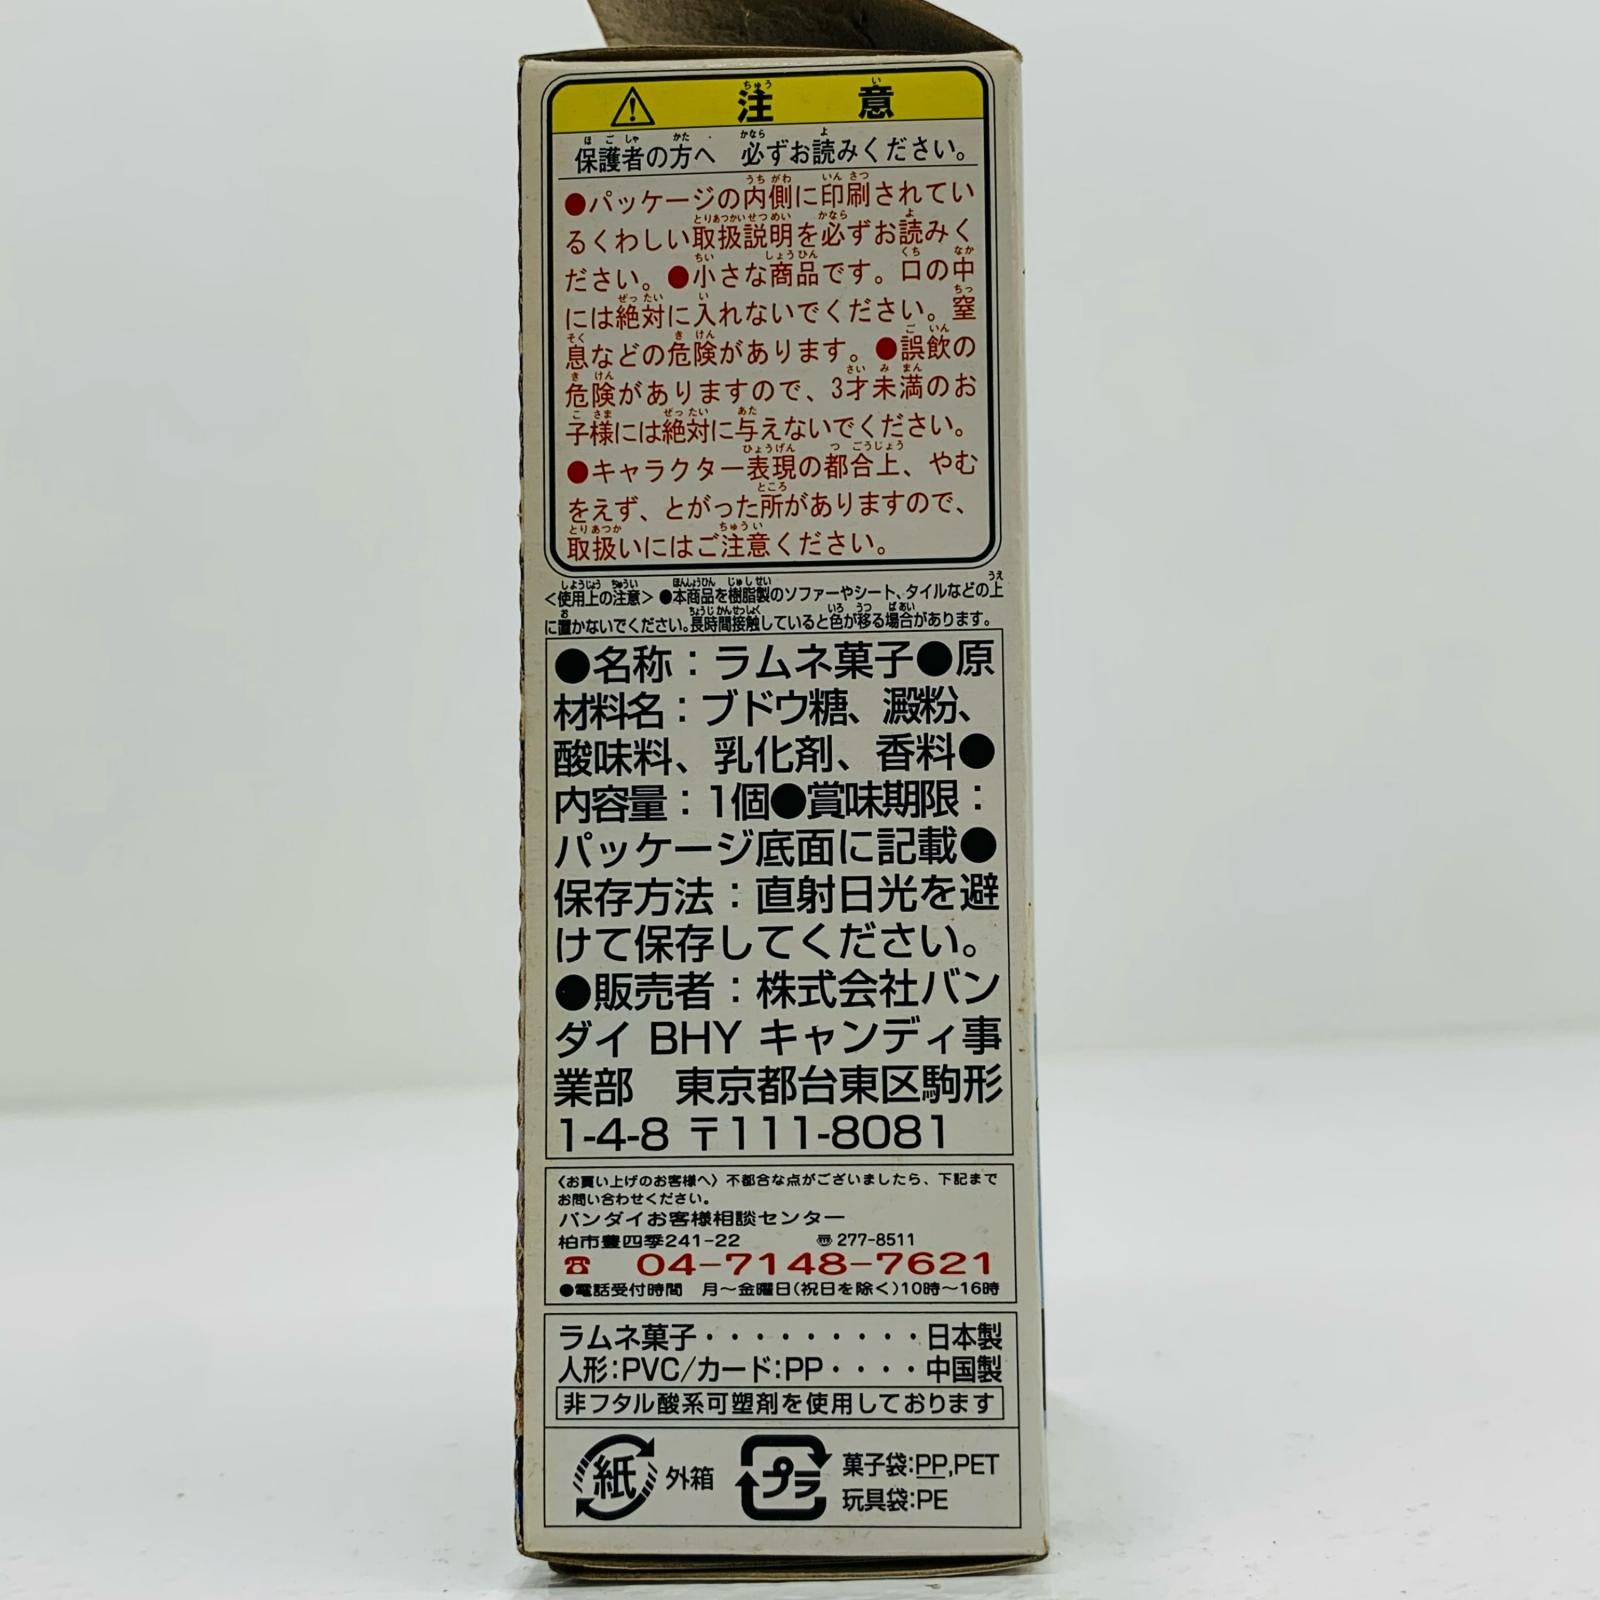 注意
保護者の方へ 必ずお読みください。
●パッケージの内側に印刷されてい
るくわしい取扱説明を必ずお読みく
ださい。●小さな商品です。口の中
には絶対に入れないでください。窒
息などの危険があります。●誤飲の
危険がありますので、3才未満のお
子様には絶対に与えないでください。
●キャラクター表現の都合上、やむ
をえず、とがった所がありますので、
取扱いにはご注意ください。
<使用上の注意>●本商品を樹脂製のソファーやシート、タイルなどの上
に置かないでください。長時間接触していると色が移る場合があります。
●名称：ラムネ菓子●原
材料名：ブドウ糖、澱粉、
酸味料、乳化剤、香料●
内容量：1個●賞味期限：
パッケージ底面に記載●
保存方法：直射日光を避
けて保存してください。
●販売者：株式会社バン
ダイ BHY キャンディ事
業部 東京都台東区駒形
1-4-8 〒111-8081
〈お買い上げのお客様へ〉不都合な点がございましたら、下記まで
お問い合わせください。
バンダイお客様相談センター
柏市豊四季241-22 〠277-8511
☎ 04-7148-7621
●電話受付時間 月～金曜日(祝日を除く)10時～16時
ラムネ菓子・・・・・・・・・日本製
人形：PVC/カード：PP・・・・中国製
非フタル酸系可塑剤を使用しております
紙 外箱 プラ 菓子袋:PP,PET
玩具袋:PE